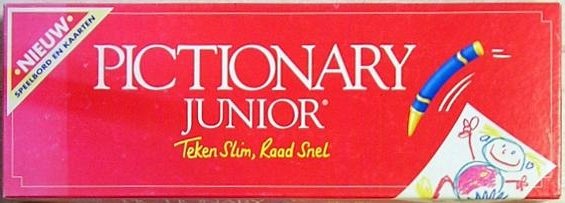 •NIEUW•
SPEELBORD EN KAARTEN
PICTIONARY
JUNIOR®
Teken Slim, Raad Snel